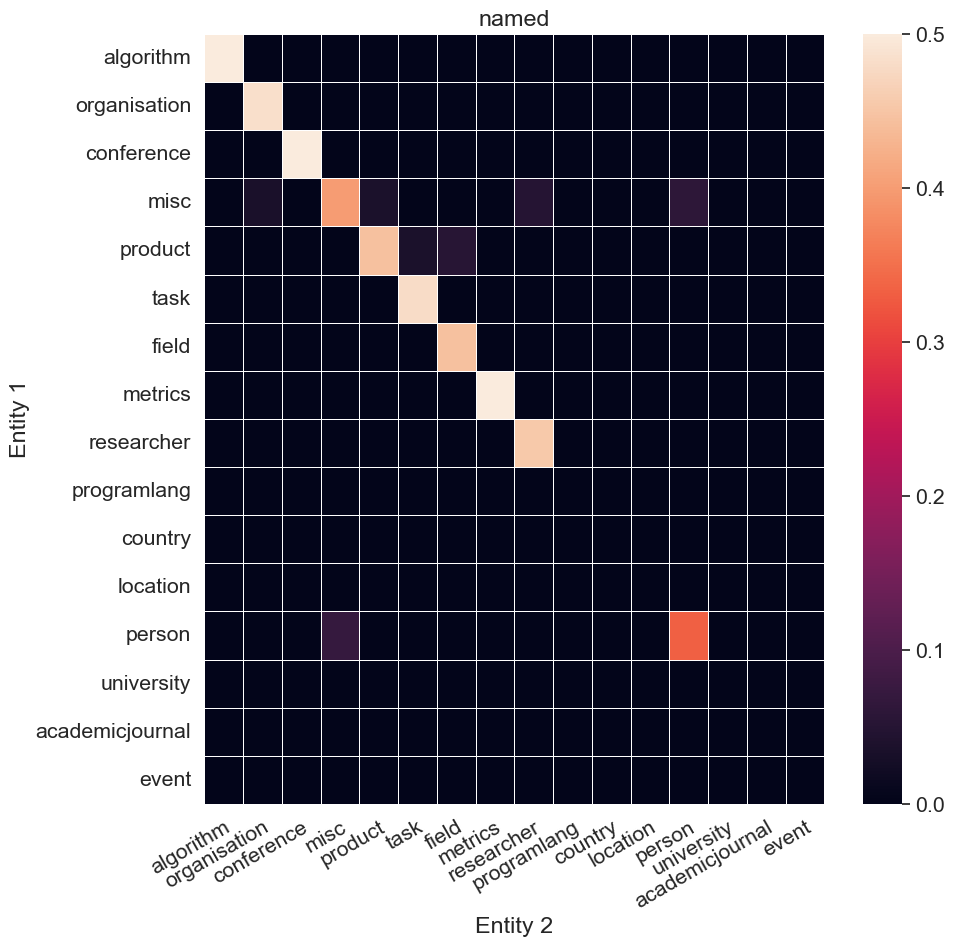 named
algorithm
organisation
conference
misc
product
task
field
metrics
researcher
programlang
country
location
person
university
academicjournal
event
Entity 1
algorithm
organisation
conference
misc
product
task
field
metrics
researcher
programlang
country
location
person
university
academicjournal
event
Entity 2
0.5
0.4
0.3
0.2
0.1
0.0